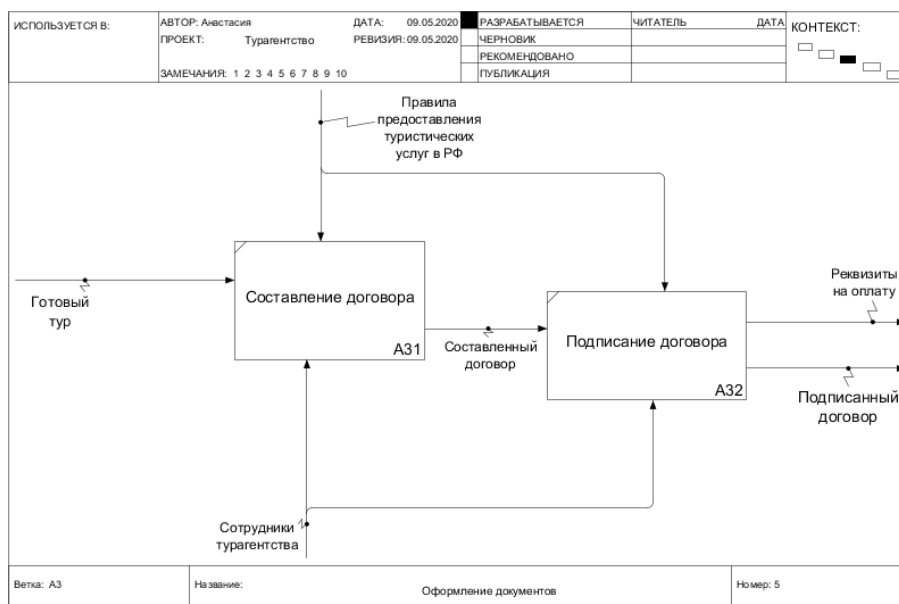 ИСПОЛЬЗУЕТСЯ В:
АВТОР: Анастасия
ДАТА: 09.05.2020
РАЗРАБАТЫВАЕТСЯ
ЧИТАТЕЛЬ
ДАТА
КОНТЕКСТ:
ПРОЕКТ: Турагентство
РЕВИЗИЯ: 09.05.2020
ЧЕРНОВИК
РЕКОМЕНДОВАНО
ЗАМЕЧАНИЯ: 1 2 3 4 5 6 7 8 9 10
ПУБЛИКАЦИЯ
Правила
предоставления
туристических
услуг в РФ
Готовый
тур
Составление договора
A31
Составленный
договор
Подписание договора
A32
Реквизиты
на оплату
Подписанный
договор
Сотрудники
турагентства
Ветка: A3
Название:
Оформление документов
Номер: 5